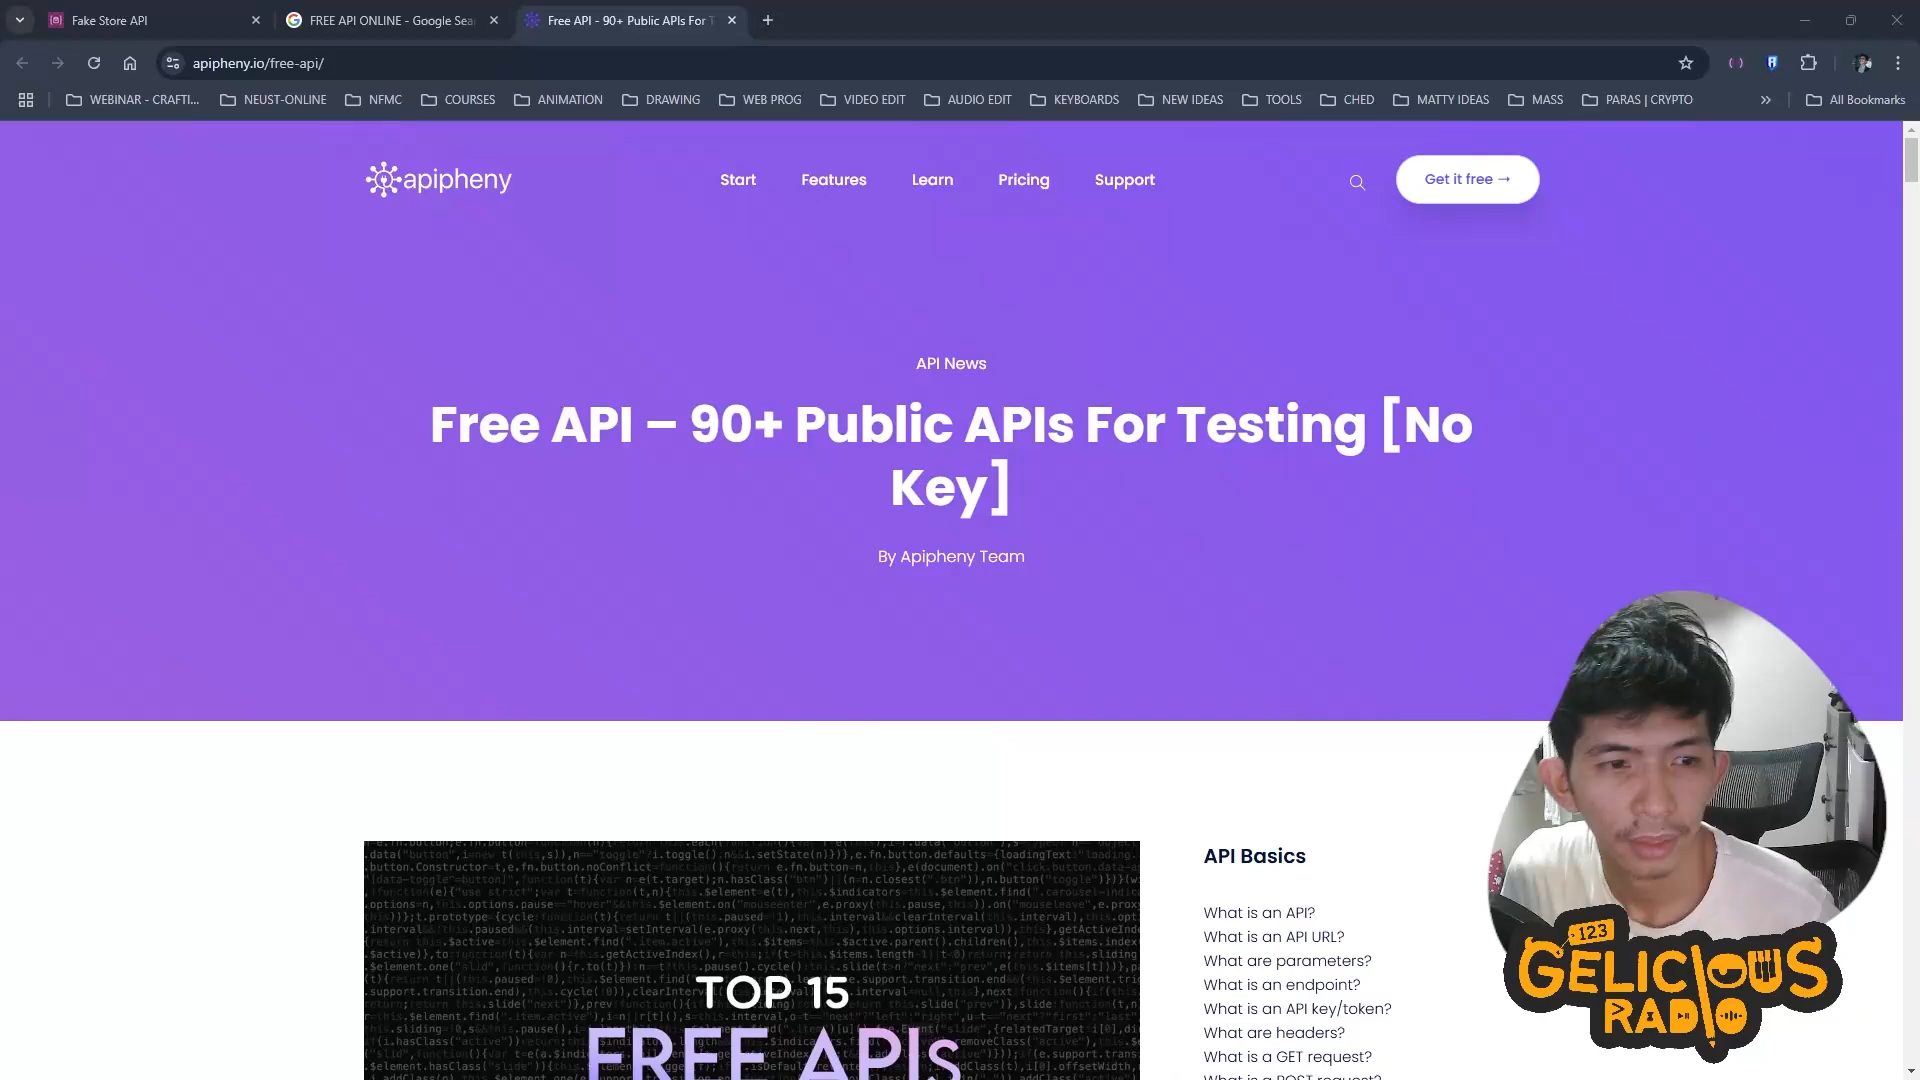 Fake Store API
FREE API ONLINE - Google Sea
Free API - 90+ Public APIs For T
apipheny.io/free-api/
WEBINAR - CRAFTI...
NEUST-ONLINE
NFMC
COURSES
ANIMATION
DRAWING
WEB PROG
VIDEO EDIT
AUDIO EDIT
KEYBOARDS
NEW IDEAS
TOOLS
CHED
MATTY IDEAS
MASS
PARAS | CRYPTO
All Bookmarks
apipheny
Start
Features
Learn
Pricing
Support
Get it free →
API News
Free API – 90+ Public APIs For Testing [No
Key]
By Apipheny Team
TOP 15
FREE APIs
API Basics
What is an API?
What is an API URL?
What are parameters?
What is an endpoint?
What is an API key/token?
What are headers?
What is a GET request?
What is a POST request?
123
GELICIOUS
RADIO